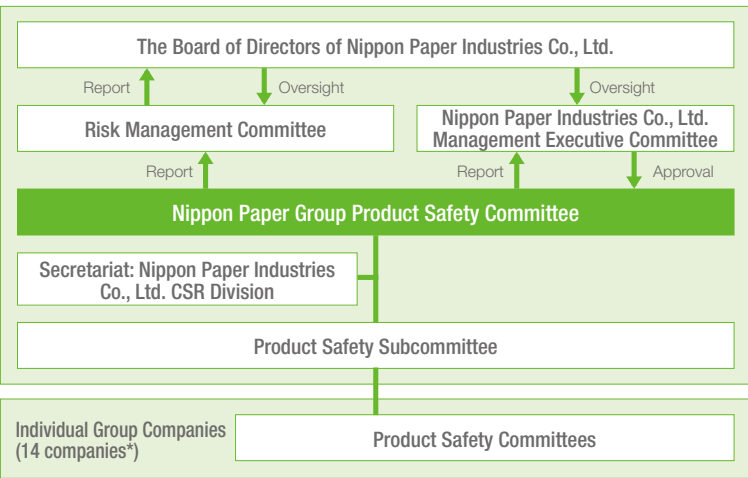 The Board of Directors of Nippon Paper Industries Co., Ltd.
Report
Oversight
Oversight
Risk Management Committee
Nippon Paper Industries Co., Ltd.
Management Executive Committee
Report
Report
Approval
Nippon Paper Group Product Safety Committee
Secretariat: Nippon Paper Industries
Co., Ltd. CSR Division
Product Safety Subcommittee
Individual Group Companies
(14 companies*)
Product Safety Committees